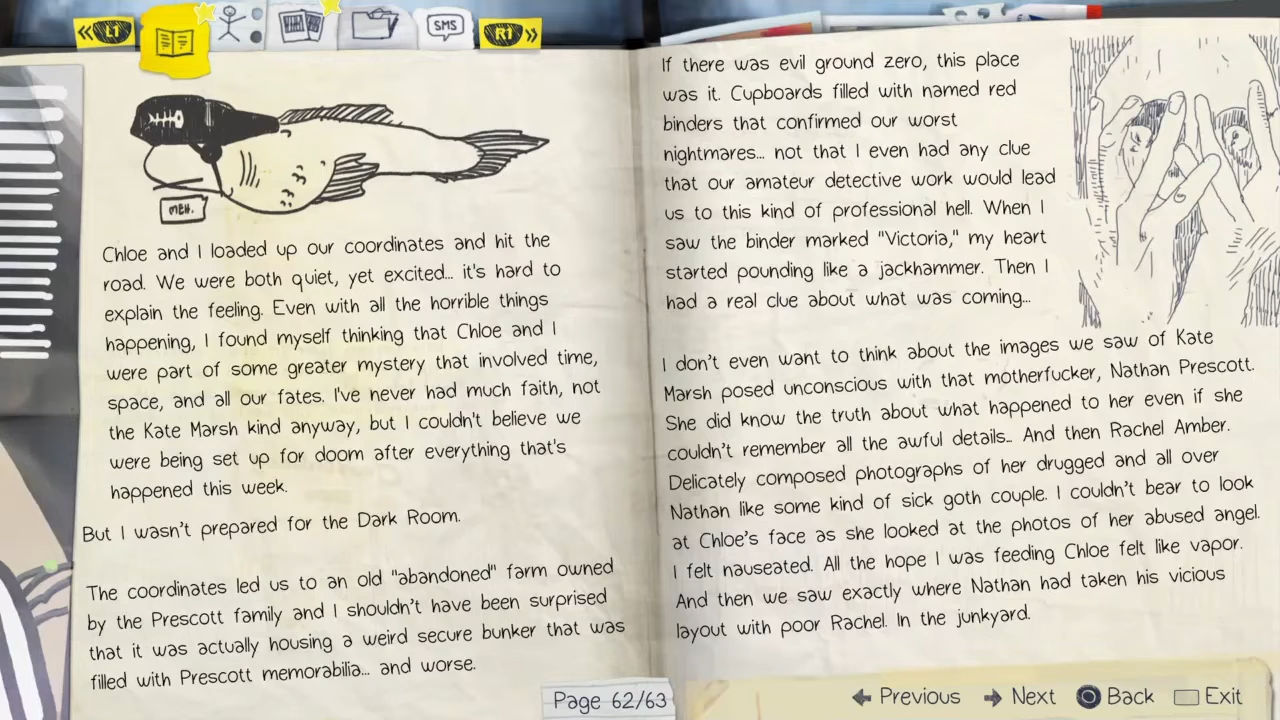 L1
SMS
R1
MEH.
Chloe and I loaded up our coordinates and hit the
road. We were both quiet, yet excited... it's hard to
explain the feeling. Even with all the horrible things
happening, I found myself thinking that Chloe and I
were part of some greater mystery that involved time,
space, and all our fates. I've never had much faith, not
the Kate Marsh kind anyway, but I couldn't believe we
were being set up for doom after everything that's
happened this week.
But I wasn't prepared for the Dark Room.
The coordinates led us to an old "abandoned" farm owned
by the Prescott family and I shouldn't have been surprised
that it was actually housing a weird secure bunker that was
filled with Prescott memorabilia... and worse.
If there was evil ground zero, this place
was it. Cupboards filled with named red
binders that confirmed our worst
nightmares... not that I even had any clue
that our amateur detective work would lead
us to this kind of professional hell. When I
saw the binder marked "Victoria," my heart
started pounding like a jackhammer. Then I
had a real clue about what was coming...
I don't even want to think about the images we saw of Kate
Marsh posed unconscious with that motherfucker, Nathan Prescott.
She did know the truth about what happened to her even if she
couldn't remember all the awful details... And then Rachel Amber.
Delicately composed photographs of her drugged and all over
Nathan like some kind of sick goth couple. I couldn't bear to look
at Chloe's face as she looked at the photos of her abused angel.
I felt nauseated. All the hope I was feeding Chloe felt like vapor.
And then we saw exactly where Nathan had taken his vicious
layout with poor Rachel. In the junkyard.
Page 62/63
Previous
Next
Back
Exit